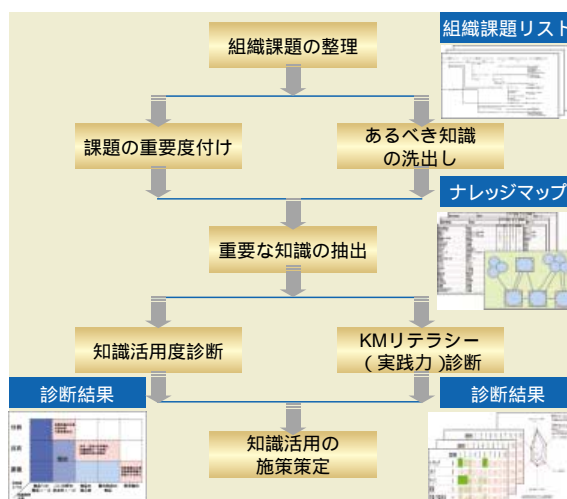 組織課題の整理
組織課題リスト
課題の重要度付け
あるべき知識
の洗出し
ナレッジマップ
重要な知識の抽出
知識活用度診断
KMリテラシー
(実践力)診断
診断結果
診断結果
知識活用の
施策策定